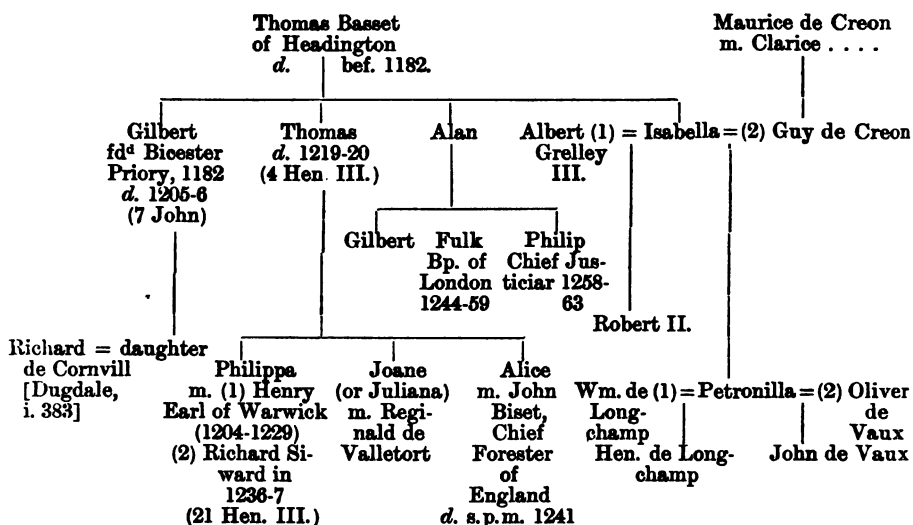 Thomas Basset
of Headington
d. bef. 1182.
Maurice de Creon
m. Clarice . . . .
Gilbert
fdᵈ Bicester
Priory, 1182
d. 1205-6
(7 John)
Thomas
d. 1219-20
(4 Hen. III.)
Alan
Albert (1) = Isabella = (2) Guy de Creon
Grelley
III.
Gilbert
Fulk
Bp. of
London
1244-59
Philip
Chief Jus-
ticiar 1258-
63
Robert II.
Richard = daughter
de Cornvill
[Dugdale,
i. 383]
Philippa
m. (1) Henry
Earl of Warwick
(1204-1229)
(2) Richard Si-
ward in
1236-7
(21 Hen. III.)
Joane
(or Juliana)
m. Regi-
nald de
Valletort
Alice
m. John
Biset,
Chief
Forester
of
England
d. s.p.m. 1241
Wm. de (1) = Petronilla = (2) Oliver
Long-
champ
de
Vaux
Hen. de Long-
champ
John de Vaux